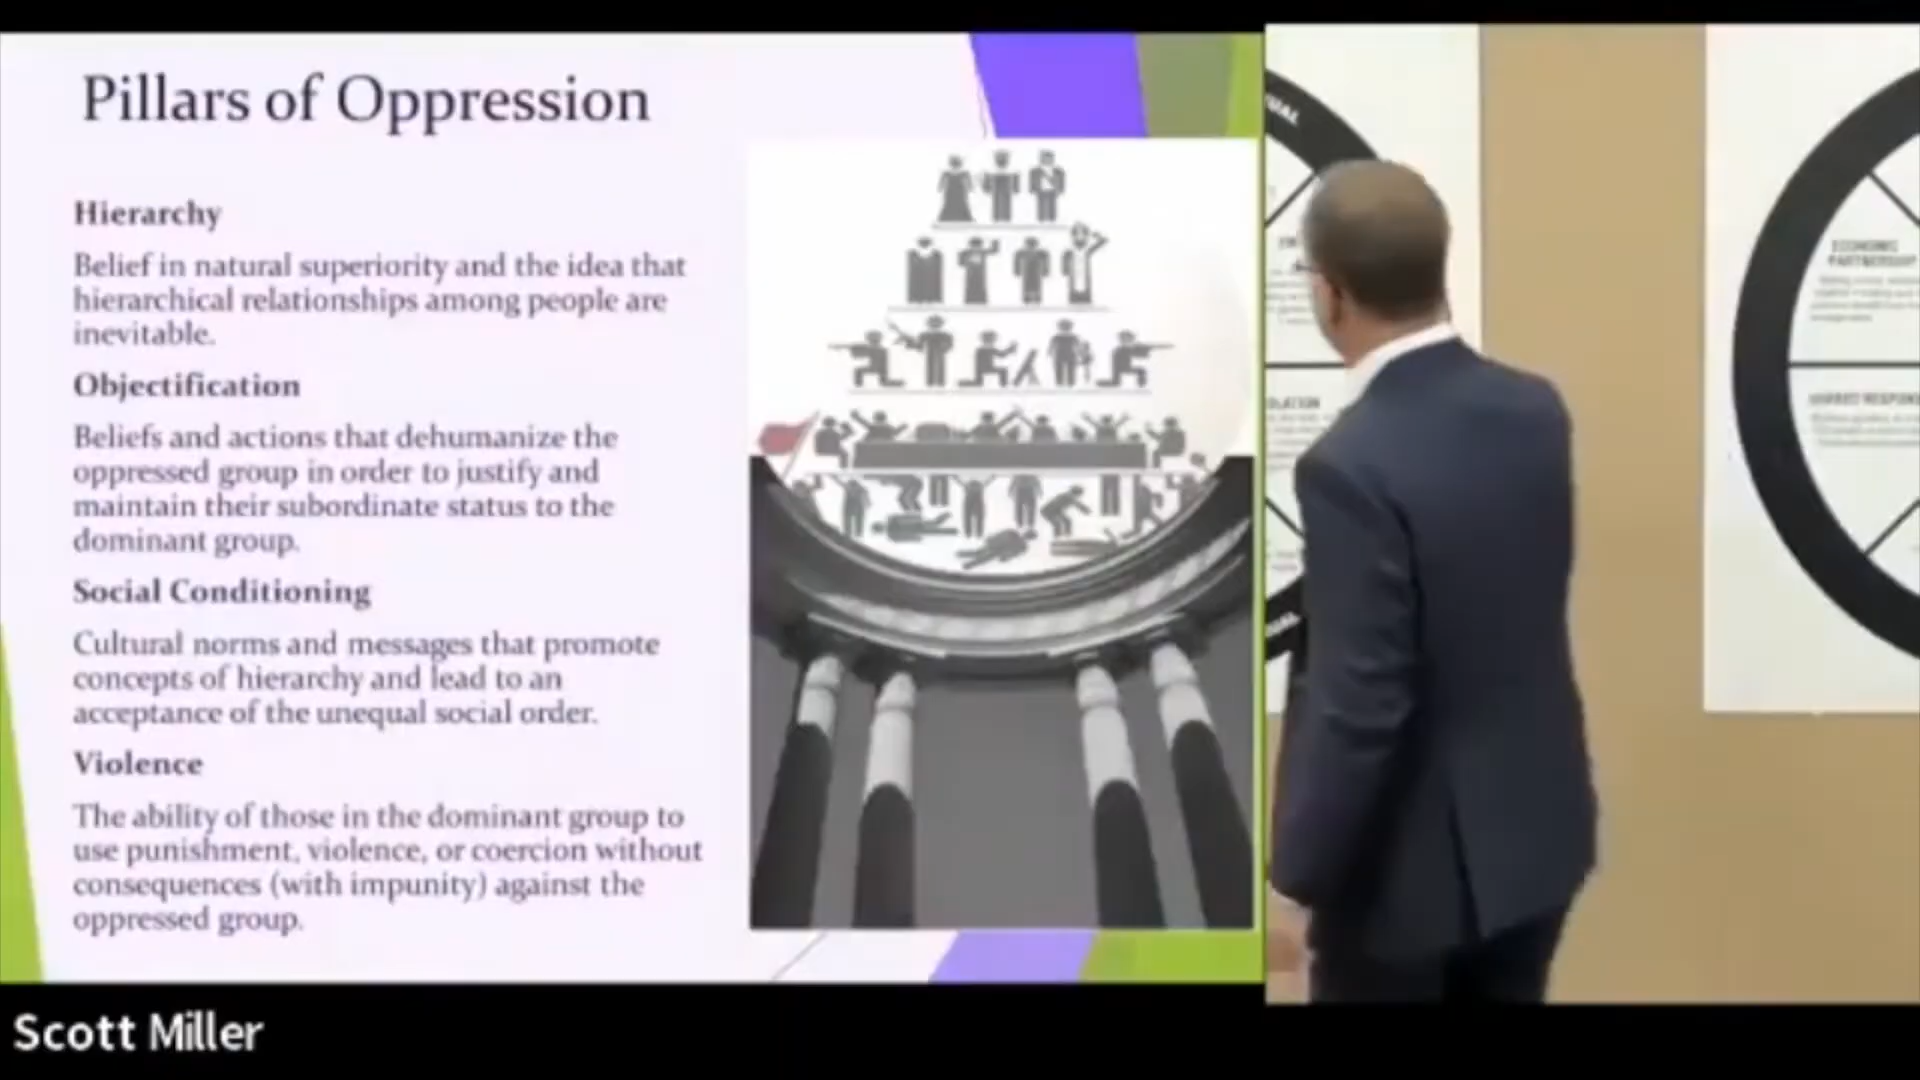 Pillars of Oppression
Hierarchy
Belief in natural superiority and the idea that
hierarchical relationships among people are
inevitable.
Objectification
Beliefs and actions that dehumanize the
oppressed group in order to justify and
maintain their subordinate status to the
dominant group.
Social Conditioning
Cultural norms and messages that promote
concepts of hierarchy and lead to an
acceptance of the unequal social order.
Violence
The ability of those in the dominant group to
use punishment, violence, or coercion without
consequences (with impunity) against the
oppressed group.
ECONOMIC
PARTNERSHIP
Scott Miller